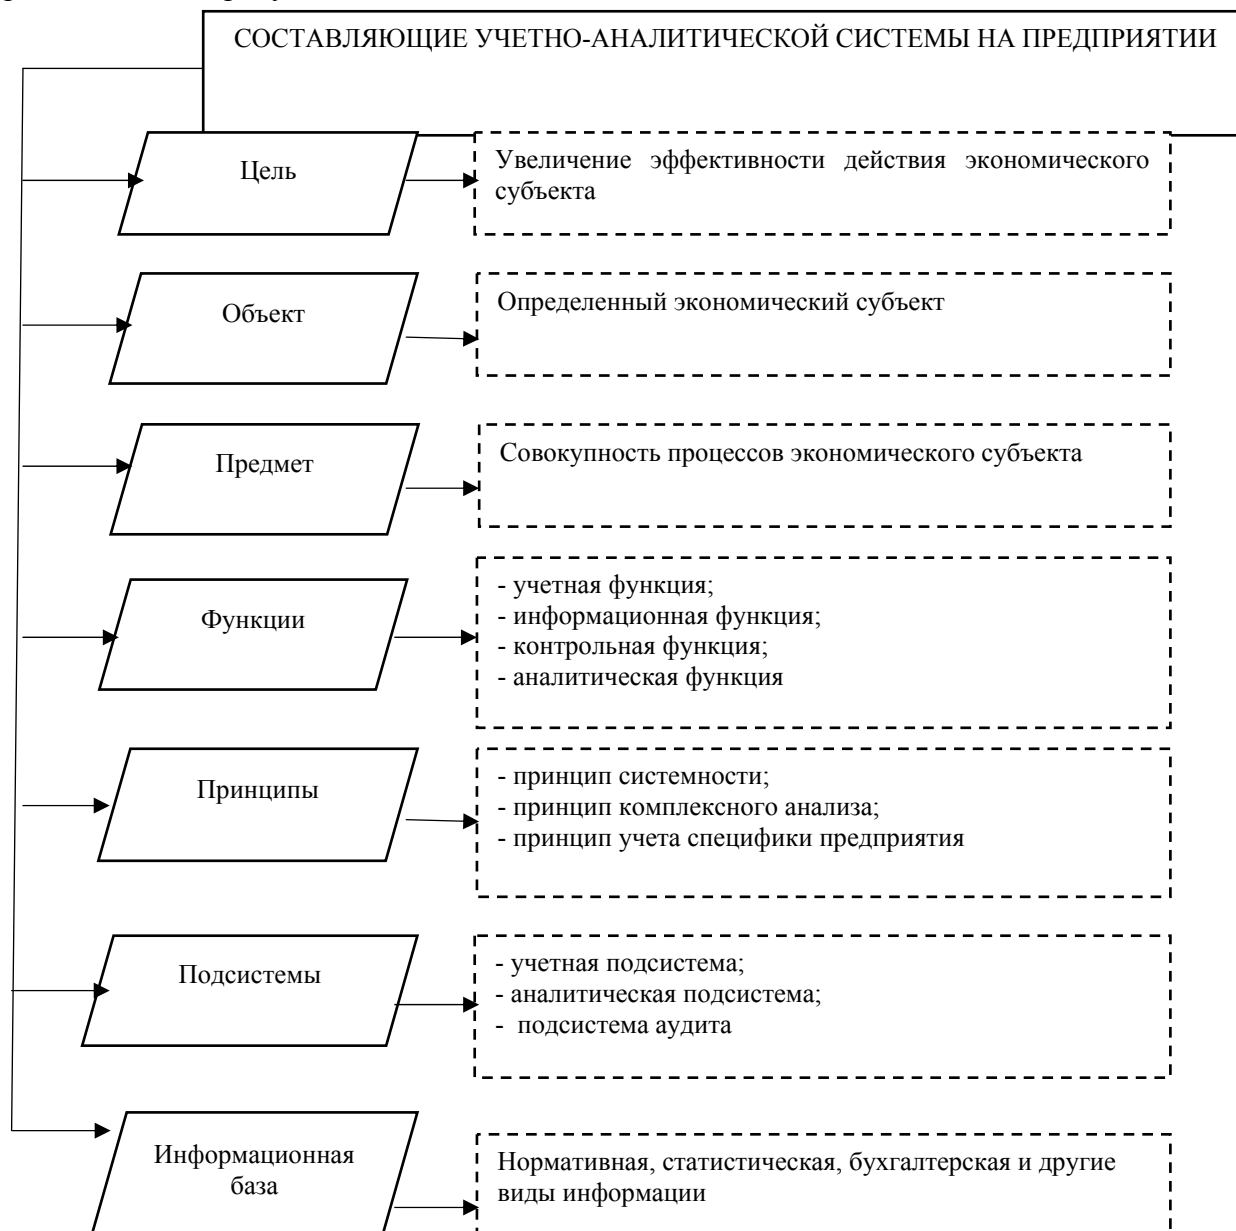 СОСТАВЛЯЮЩИЕ УЧЕТНО-АНАЛИТИЧЕСКОЙ СИСТЕМЫ НА ПРЕДПРИЯТИИ
Цель
Увеличение эффективности действия экономического
субъекта
Объект
Определенный экономический субъект
Предмет
Совокупность процессов экономического субъекта
Функции
- учетная функция;
- информационная функция;
- контрольная функция;
- аналитическая функция
Принципы
- принцип системности;
- принцип комплексного анализа;
- принцип учета специфики предприятия
Подсистемы
- учетная подсистема;
- аналитическая подсистема;
- подсистема аудита
Информационная
база
Нормативная, статистическая, бухгалтерская и другие
виды информации